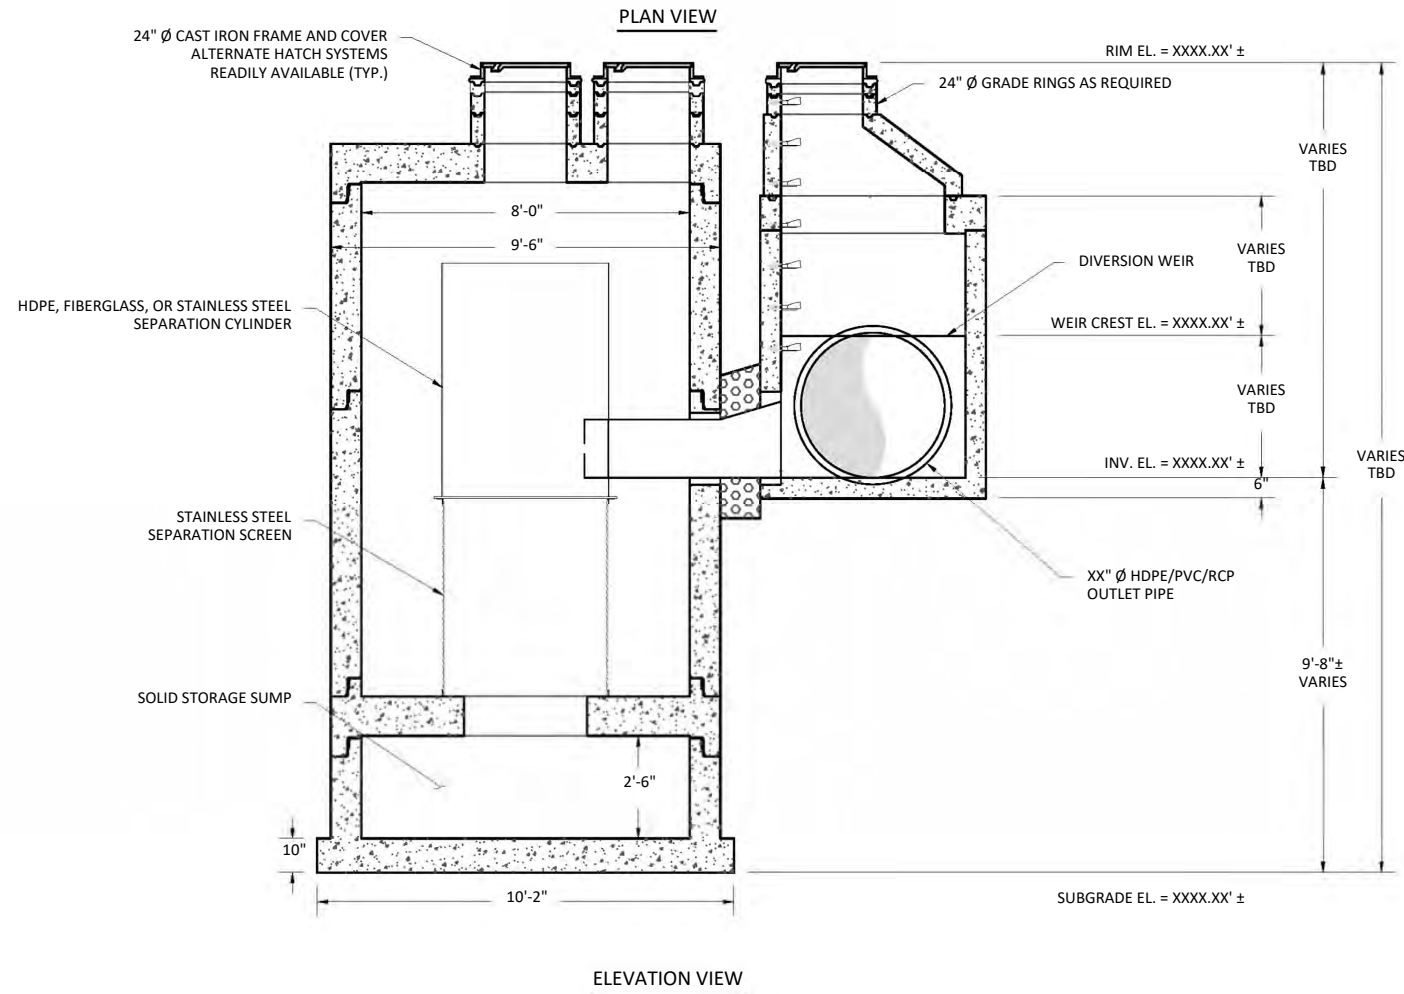 PLAN VIEW
24" Ø CAST IRON FRAME AND COVER
ALTERNATE HATCH SYSTEMS
READILY AVAILABLE (TYP.)
RIM EL. = XXXX.XX' ±
24" Ø GRADE RINGS AS REQUIRED
VARIES
TBD
8'-0"
9'-6"
VARIES
TBD
DIVERSION WEIR
HDPE, FIBERGLASS, OR STAINLESS STEEL
SEPARATION CYLINDER
WEIR CREST EL. = XXXX.XX' ±
VARIES
TBD
VARIES
TBD
INV. EL. = XXXX.XX' ±
6"
STAINLESS STEEL
SEPARATION SCREEN
XX" Ø HDPE/PVC/RCP
OUTLET PIPE
9'-8"±
VARIES
SOLID STORAGE SUMP
2'-6"
10"
10'-2"
SUBGRADE EL. = XXXX.XX' ±
ELEVATION VIEW